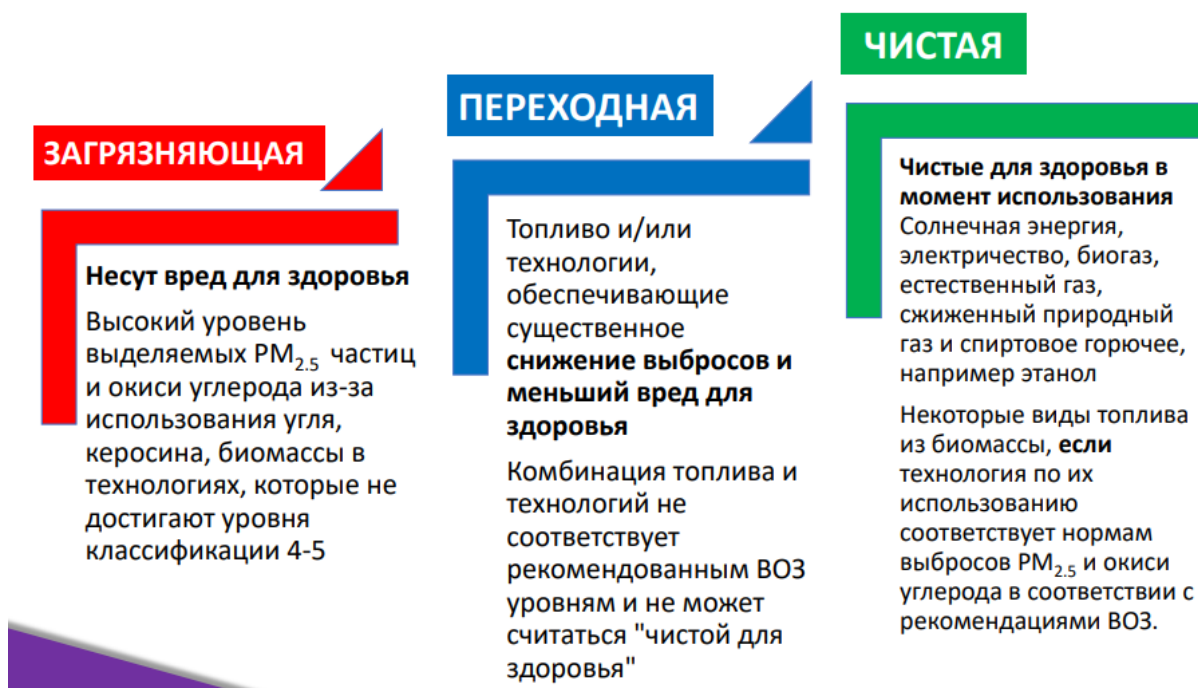 ЗАГРЯЗНЯЮЩАЯ
Несут вред для здоровья
Высокий уровень
выделяемых PM2.5 частиц
и окиси углерода из-за
использования угля,
керосина, биомассы в
технологиях, которые не
достигают уровня
классификации 4-5
ПЕРЕХОДНАЯ
Топливо и/или
технологии,
обеспечивающие
существенное
снижение выбросов и
меньший вред для
здоровья
Комбинация топлива и
технологий не
соответствует
рекомендованным ВОЗ
уровням и не может
считаться "чистой для
здоровья"
ЧИСТАЯ
Чистые для здоровья в
момент использования
Солнечная энергия,
электричество, биогаз,
естественный газ,
сжиженный природный
газ и спиртовое горючее,
например этанол
Некоторые виды топлива
из биомассы, если
технология по их
использованию
соответствует нормам
выбросов PM2.5 и окиси
углерода в соответствии с
рекомендациями ВОЗ.